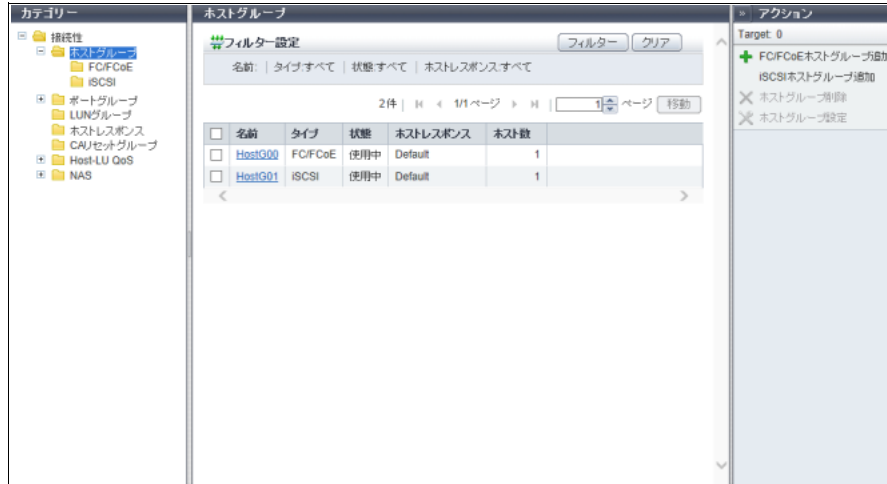 カテゴリー
接続性
ホストグループ
FC/FCoE
iSCSI
ポートグループ
LUNグループ
ホストレスポンス
CA/リセットグループ
Host-LU QoS
NAS
ホストグループ
フィルター設定
フィルター
クリア
名前: | タイプ:すべて | 状態:すべて | ホストレスポンス:すべて
2件 | 1/1ページ | 1 ページ 移動
名前 タイプ 状態 ホストレスポンス ホスト数
HostG00 FC/FCoE 使用中 Default 1
HostG01 iSCSI 使用中 Default 1
» アクション
Target: 0
FC/FCoEホストグループ追加
iSCSIホストグループ追加
ホストグループ削除
ホストグループ設定